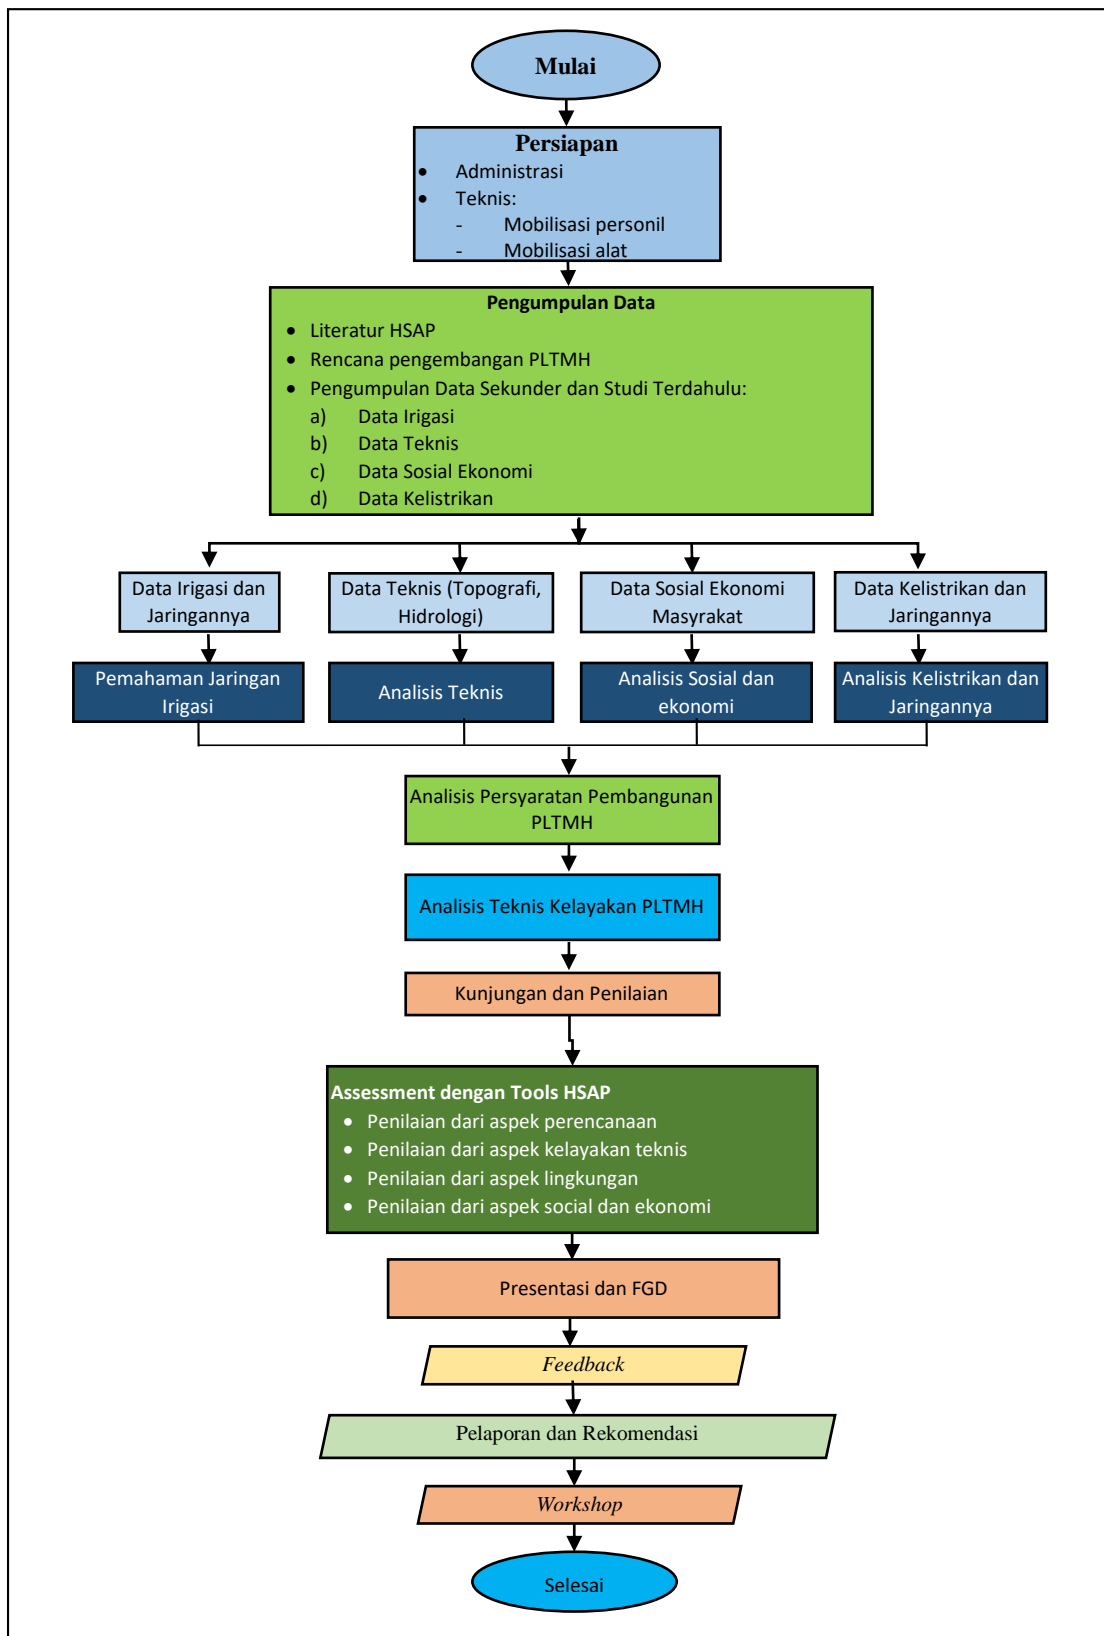 Mulai
Persiapan
• Administrasi
• Teknis:
- Mobilisasi personil
- Mobilisasi alat
Pengumpulan Data
• Literatur HSAP
• Rencana pengembangan PLTMH
• Pengumpulan Data Sekunder dan Studi Terdahulu:
a) Data Irigasi
b) Data Teknis
c) Data Sosial Ekonomi
d) Data Kelistrikan
Data Irigasi dan
Jaringannya
Data Teknis (Topografi,
Hidrologi)
Data Sosial Ekonomi
Masyrakat
Data Kelistrikan dan
Jaringannya
Pemahaman Jaringan
Irigasi
Analisis Teknis
Analisis Sosial dan
ekonomi
Analisis Kelistrikan dan
Jaringannya
Analisis Persyaratan Pembangunan
PLTMH
Analisis Teknis Kelayakan PLTMH
Kunjungan dan Penilaian
Assessment dengan Tools HSAP
• Penilaian dari aspek perencanaan
• Penilaian dari aspek kelayakan teknis
• Penilaian dari aspek lingkungan
• Penilaian dari aspek social dan ekonomi
Presentasi dan FGD
Feedback
Pelaporan dan Rekomendasi
Workshop
Selesai